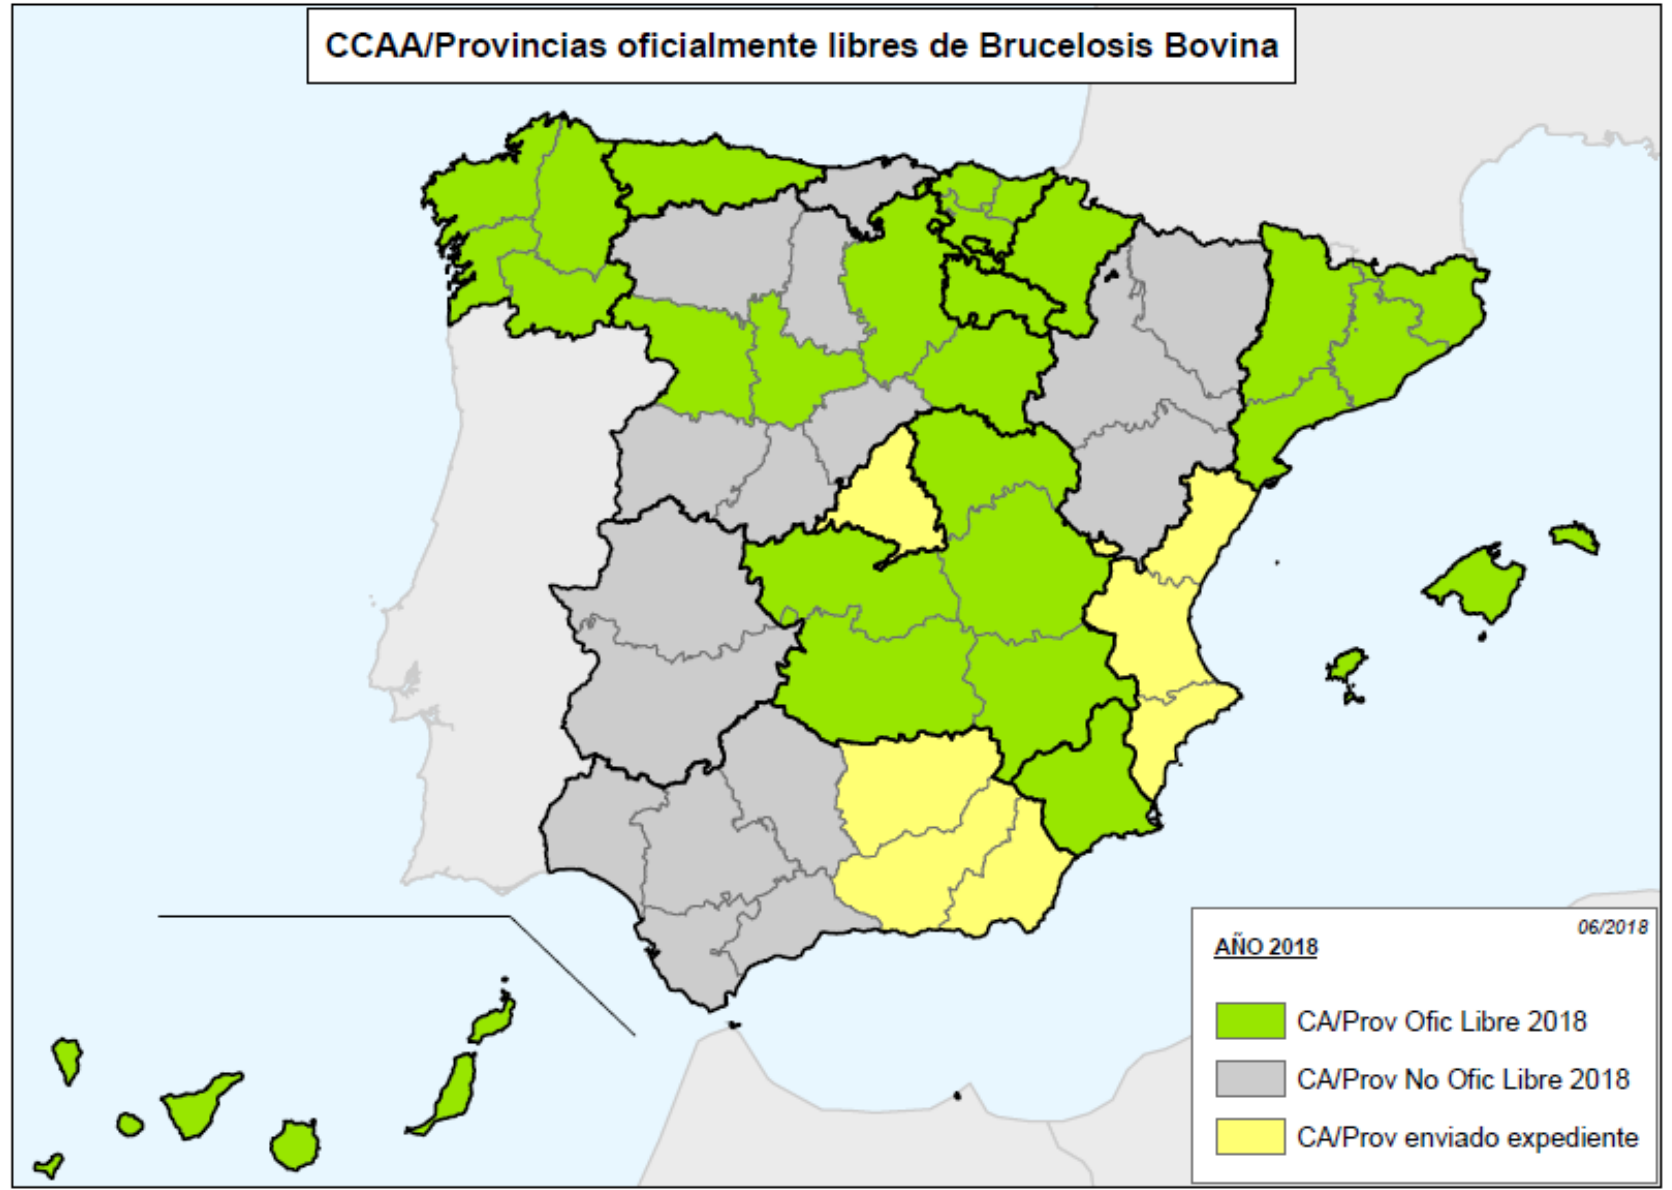 CCAA/Provincias oficialmente libres de Brucelosis Bovina
06/2018
AÑO 2018
CA/Prov Ofic Libre 2018
CA/Prov No Ofic Libre 2018
CA/Prov enviado expediente